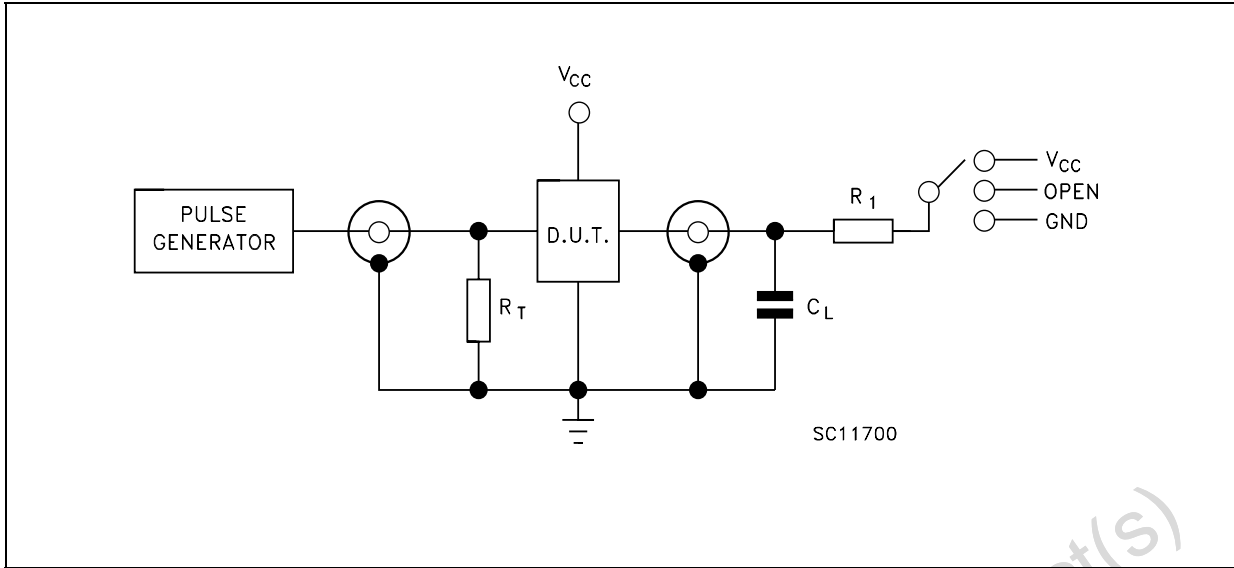 VCC
PULSE
GENERATOR
D.U.T.
RT
CL
R1
VCC
OPEN
GND
SC11700
t(s)